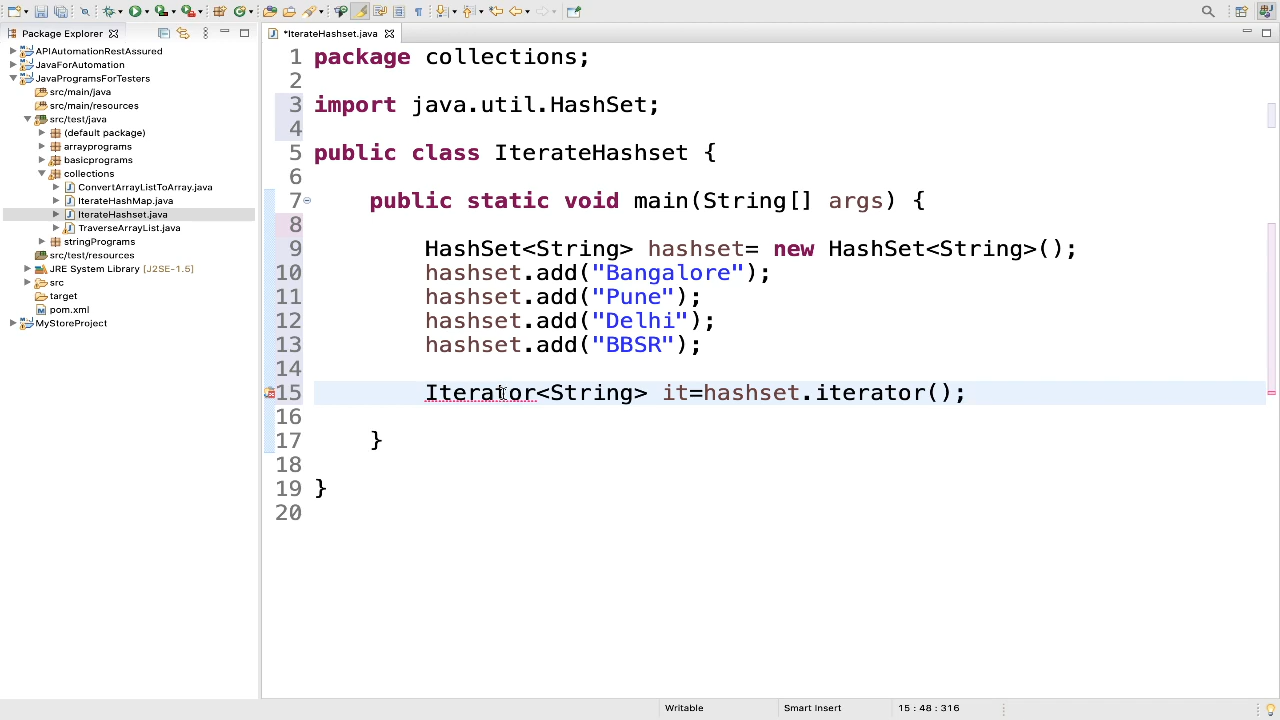 Package Explorer
*IterateHashset.java
APIAutomationRestAssured
JavaForAutomation
JavaProgramsForTesters
src/main/java
src/main/resources
src/test/java
(default package)
arrayprograms
basicprograms
collections
ConvertArrayListToArray.java
IterateHashMap.java
IterateHashset.java
TraverseArrayList.java
stringPrograms
src/test/resources
JRE System Library [J2SE-1.5]
src
target
pom.xml
MyStoreProject
1 package collections;
2
3 import java.util.HashSet;
4
5 public class IterateHashset {
6
7 public static void main(String[] args) {
8
9 HashSet<String> hashset= new HashSet<String>();
10 hashset.add("Bangalore");
11 hashset.add("Pune");
12 hashset.add("Delhi");
13 hashset.add("BBSR");
14
15 Iterator<String> it=hashset.iterator();
16
17 }
18
19 }
20
Writable Smart Insert 15 : 48 : 316